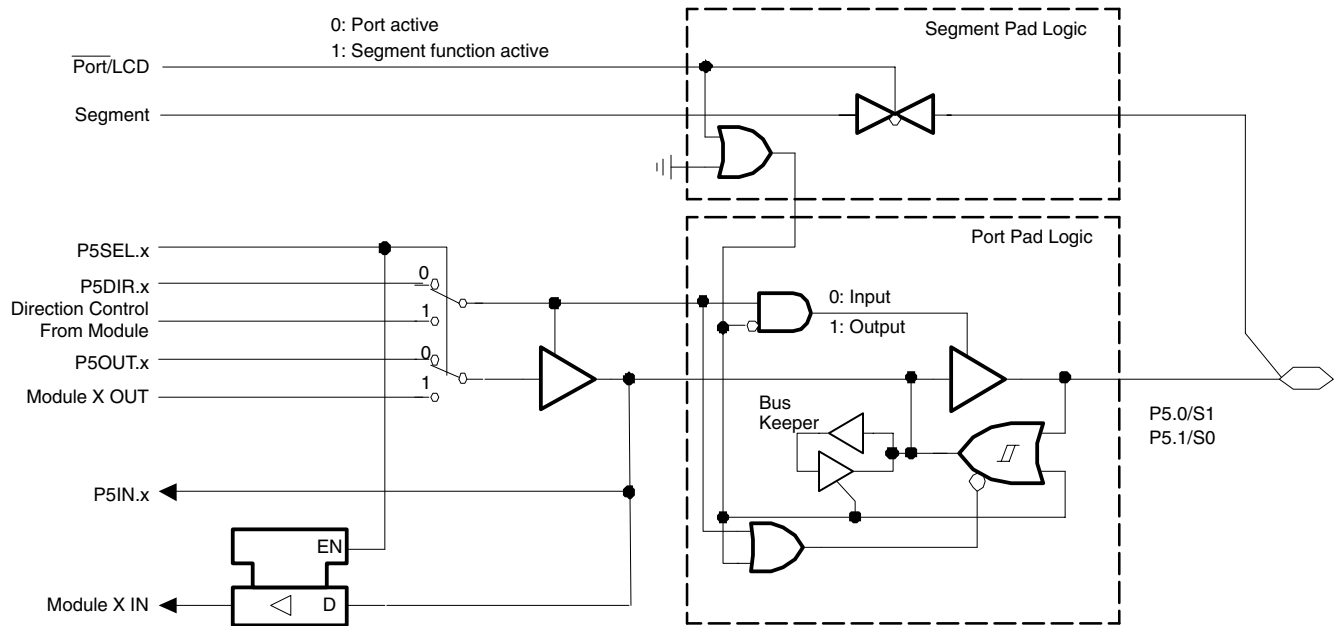 0: Port active
1: Segment function active
Segment Pad Logic
Port/LCD
Segment
Port Pad Logic
P5SEL.x
P5DIR.x
0
Direction Control
From Module
1
0: Input
1: Output
P5OUT.x
0
Module X OUT
1
Bus
Keeper
P5.0/S1
P5.1/S0
P5IN.x
EN
Module X IN
D